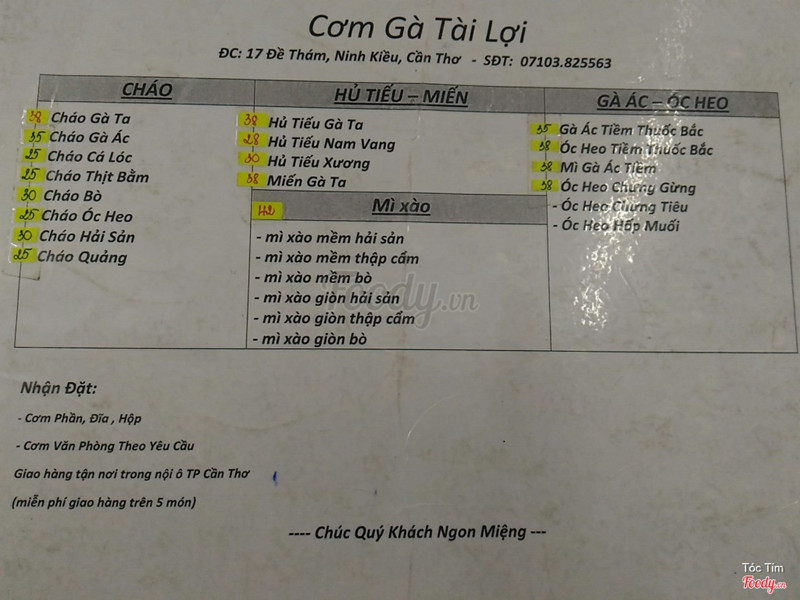 Cơm Gà Tài Lợi
ĐC: 17 Đề Thám, Ninh Kiều, Cần Thơ - SĐT: 07103.825563
CHÁO
38 Cháo Gà Ta
35 Cháo Gà Ác
25 Cháo Cá Lóc
25 Cháo Thịt Bằm
30 Cháo Bò
25 Cháo Óc Heo
30 Cháo Hải Sản
25 Cháo Quảng
HỦ TIẾU – MIẾN
38 Hủ Tiếu Gà Ta
28 Hủ Tiếu Nam Vang
30 Hủ Tiếu Xương
38 Miến Gà Ta
42 Mì xào
- mì xào mềm hải sản
- mì xào mềm thập cẩm
- mì xào mềm bò
- mì xào giòn hải sản
- mì xào giòn thập cẩm
- mì xào giòn bò
GÀ ÁC – ÓC HEO
35 Gà Ác Tiềm Thuốc Bắc
38 Óc Heo Tiềm Thuốc Bắc
38 Mì Gà Ác Tiềm
38 Óc Heo Chưng Gừng
- Óc Heo Chưng Tiêu
- Óc Heo Hấp Muối
Foody.vn
Nhận Đặt:
- Cơm Phần, Đĩa , Hộp
- Cơm Văn Phòng Theo Yêu Cầu
Giao hàng tận nơi trong nội ô TP Cần Thơ
(miễn phí giao hàng trên 5 món)
---- Chúc Quý Khách Ngon Miệng ---
Tóc Tim
Foody.vn